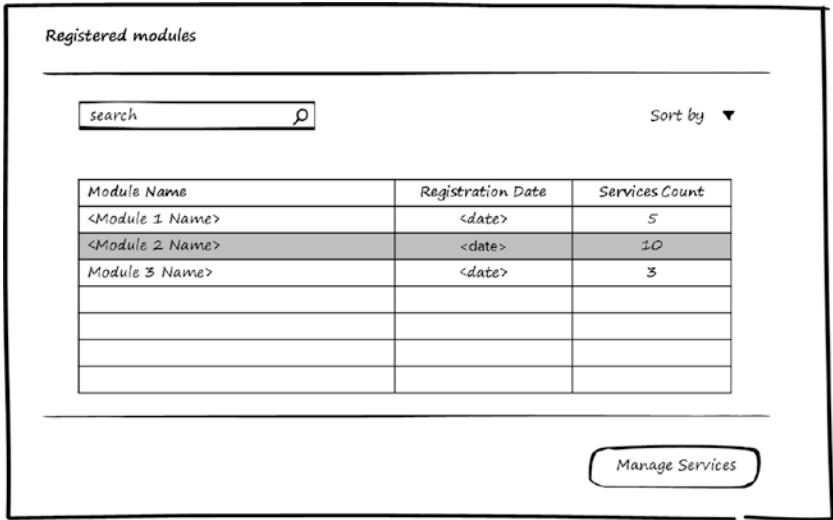 Registered modules
search
Sort by
Module Name Registration Date Services Count
<Module 1 Name> <date> 5
<Module 2 Name> <date> 10
Module 3 Name> <date> 3
Manage Services